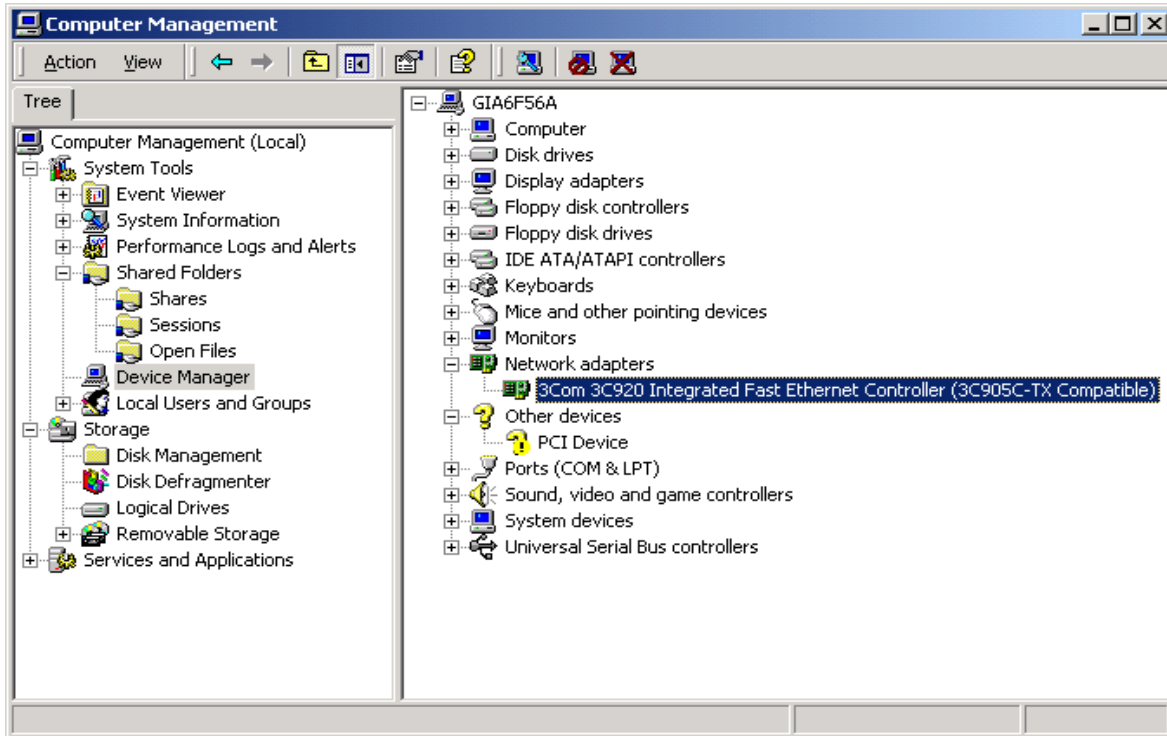 Computer Management
Action View
Tree
Computer Management (Local)
System Tools
Event Viewer
System Information
Performance Logs and Alerts
Shared Folders
Shares
Sessions
Open Files
Device Manager
Local Users and Groups
Storage
Disk Management
Disk Defragmenter
Logical Drives
Removable Storage
Services and Applications
GIA6F56A
Computer
Disk drives
Display adapters
Floppy disk controllers
Floppy disk drives
IDE ATA/ATAPI controllers
Keyboards
Mice and other pointing devices
Monitors
Network adapters
3Com 3C920 Integrated Fast Ethernet Controller (3C905C-TX Compatible)
Other devices
PCI Device
Ports (COM & LPT)
Sound, video and game controllers
System devices
Universal Serial Bus controllers